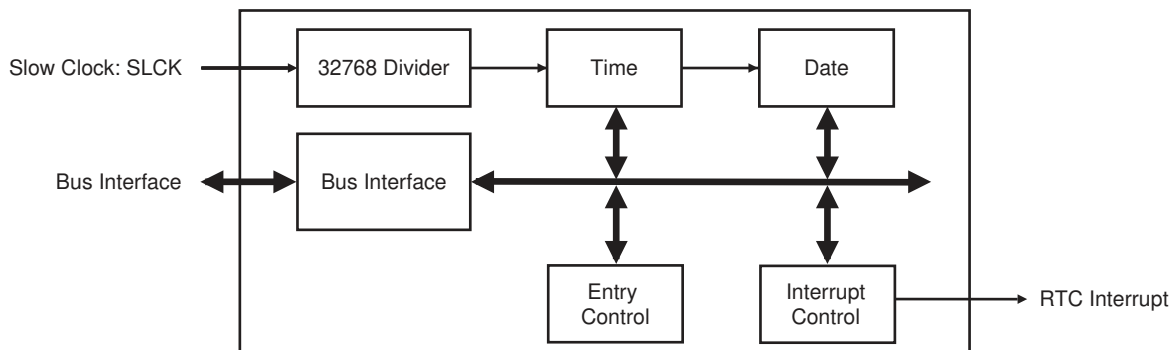 Slow Clock: SLCK
32768 Divider
Time
Date
Bus Interface
Bus Interface
Entry
Control
Interrupt
Control
RTC Interrupt